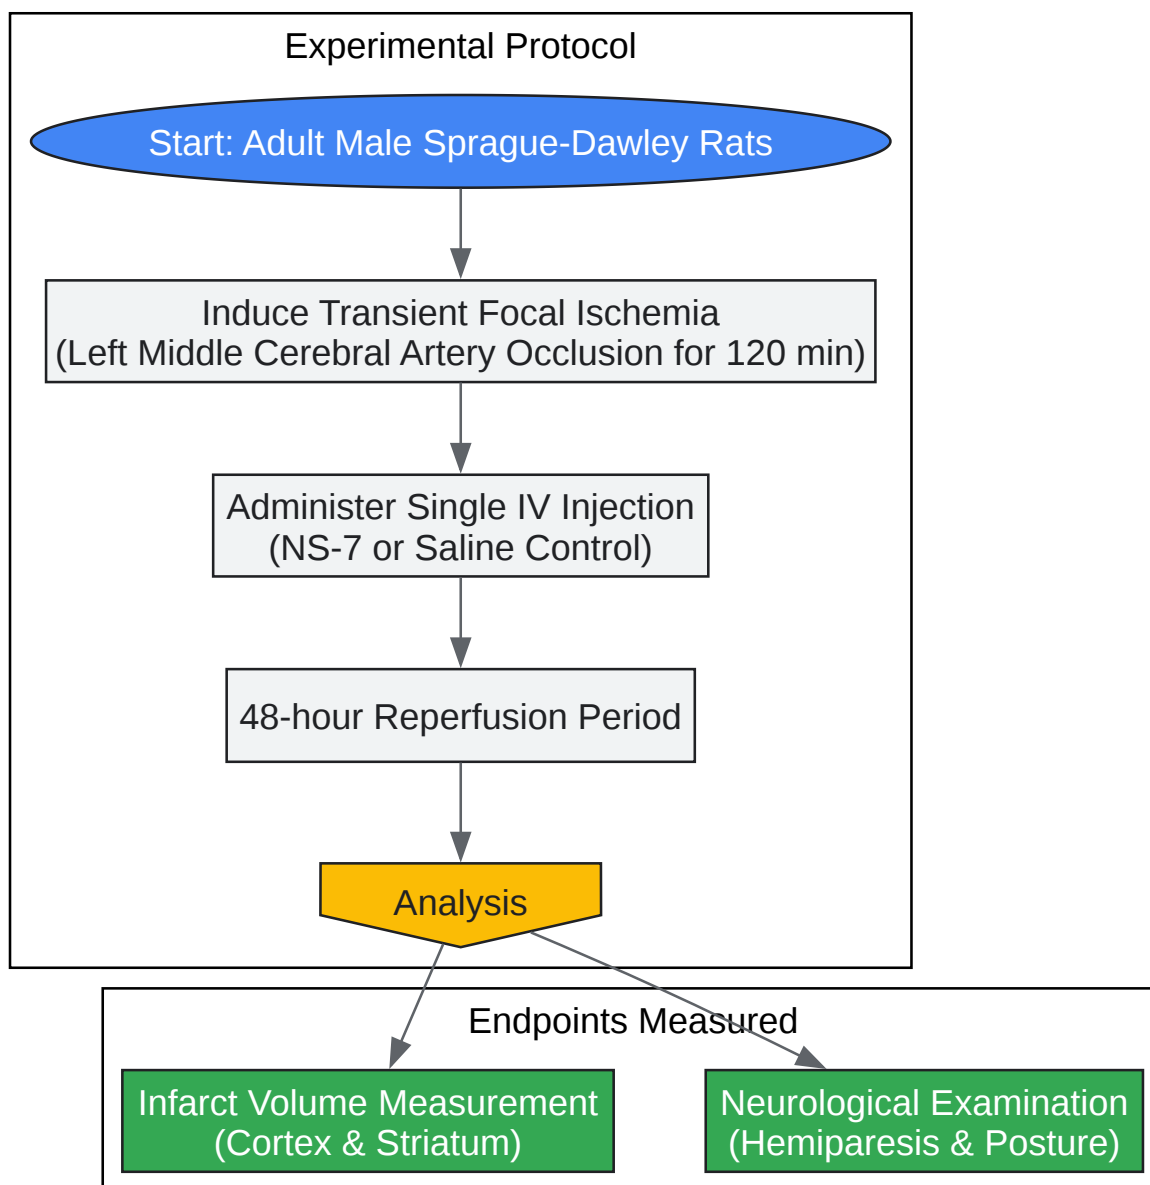 Experimental Protocol
Start: Adult Male Sprague-Dawley Rats
Induce Transient Focal Ischemia
(Left Middle Cerebral Artery Occlusion for 120 min)
Administer Single IV Injection
(NS-7 or Saline Control)
48-hour Reperfusion Period
Analysis
Endpoints Measured
Infarct Volume Measurement
(Cortex & Striatum)
Neurological Examination
(Hemiparesis & Posture)